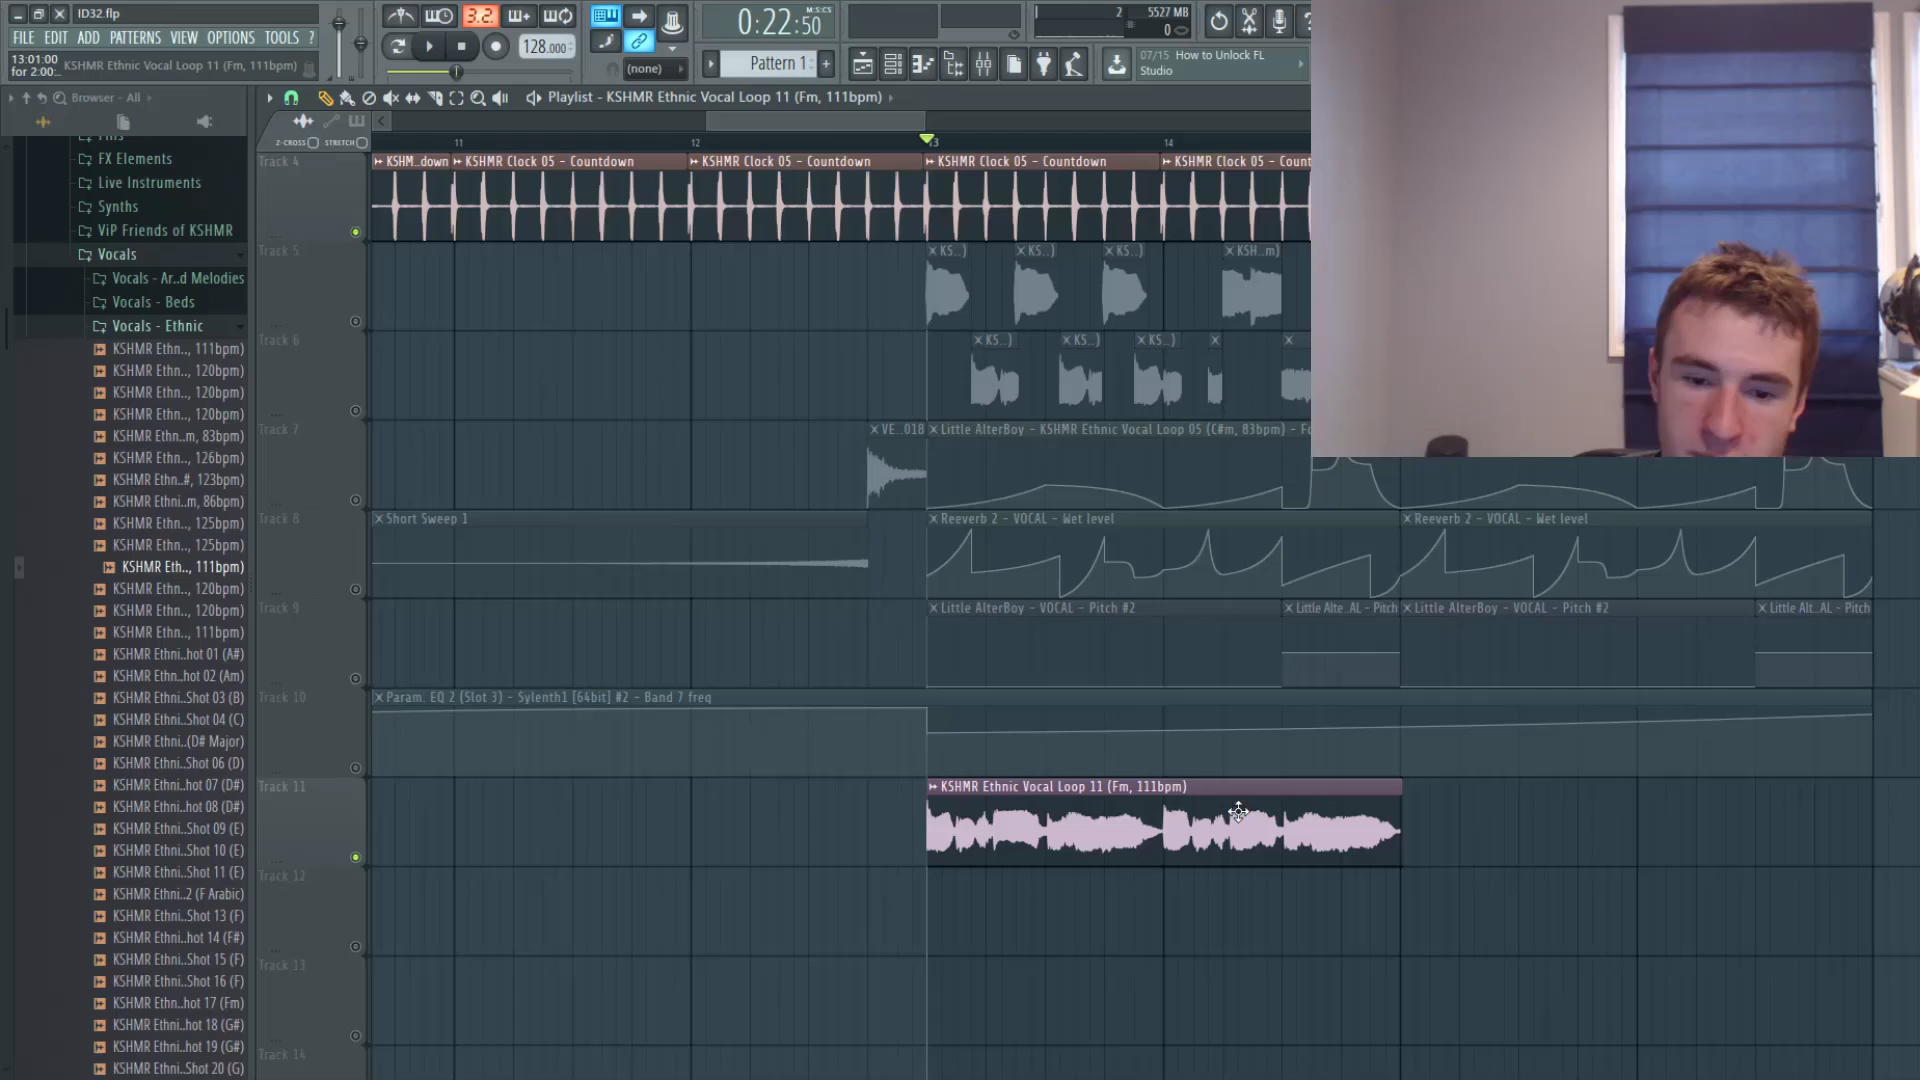 ID32.flp
FILE EDIT ADD PATTERNS VIEW OPTIONS TOOLS ?
13:01:00
for 2:00:.. KSHMR Ethnic Vocal Loop 11 (Fm, 111bpm)
3.2.
128.000
(none)
0:22:50
M:S:CS
Pattern 1
2
5527 MB
0
07/15 How to Unlock FL
Studio
Browser - All
Playlist - KSHMR Ethnic Vocal Loop 11 (Fm, 111bpm)
Z-CROSS
STRETCH
11
12
13
14
FX Elements
Live Instruments
Synths
ViP Friends of KSHMR
Vocals
Vocals - Ar..d Melodies
Vocals - Beds
Vocals - Ethnic
KSHMR Ethn.., 111bpm)
KSHMR Ethn.., 120bpm)
KSHMR Ethn.., 120bpm)
KSHMR Ethn.., 120bpm)
KSHMR Ethn..m, 83bpm)
KSHMR Ethn.., 126bpm)
KSHMR Ethn..#, 123bpm)
KSHMR Ethni..m, 86bpm)
KSHMR Ethn.., 125bpm)
KSHMR Ethn.., 125bpm)
KSHMR Eth.., 111bpm)
KSHMR Ethn.., 120bpm)
KSHMR Ethn.., 120bpm)
KSHMR Ethn.., 111bpm)
KSHMR Ethni..hot 01 (A#)
KSHMR Ethni..hot 02 (Am)
KSHMR Ethni..Shot 03 (B)
KSHMR Ethni..Shot 04 (C)
KSHMR Ethni..(D# Major)
KSHMR Ethni..Shot 06 (D)
KSHMR Ethni..hot 07 (D#)
KSHMR Ethni..hot 08 (D#)
KSHMR Ethni..Shot 09 (E)
KSHMR Ethni..Shot 10 (E)
KSHMR Ethni..Shot 11 (E)
KSHMR Ethni..2 (F Arabic)
KSHMR Ethni..Shot 13 (F)
KSHMR Ethni..hot 14 (F#)
KSHMR Ethni..Shot 15 (F)
KSHMR Ethni..Shot 16 (F)
KSHMR Ethn..hot 17 (Fm)
KSHMR Ethni..hot 18 (G#)
KSHMR Ethni..hot 19 (G#)
KSHMR Ethni..Shot 20 (G)
Track 4
KSHM..down
KSHMR Clock 05 - Countdown
KSHMR Clock 05 - Countdown
KSHMR Clock 05 - Countdown
KSHMR Clock 05 - Count
Track 5
KS..)
KS..)
KS..)
KSH..m)
Track 6
KS..)
KS..)
KS..)
Track 7
VE..018
Little AlterBoy - KSHMR Ethnic Vocal Loop 05 (C#m, 83bpm) - Fo
Track 8
Short Sweep 1
Reeverb 2 - VOCAL - Wet level
Reeverb 2 - VOCAL - Wet level
Track 9
Little AlterBoy - VOCAL - Pitch #2
Little Alte..AL - Pitch
Little AlterBoy - VOCAL - Pitch #2
Little Alt..AL - Pitch
Track 10
Param. EQ 2 (Slot 3) - Sylenth1 [64bit] #2 - Band 7 freq
Track 11
KSHMR Ethnic Vocal Loop 11 (Fm, 111bpm)
Track 12
Track 13
Track 14